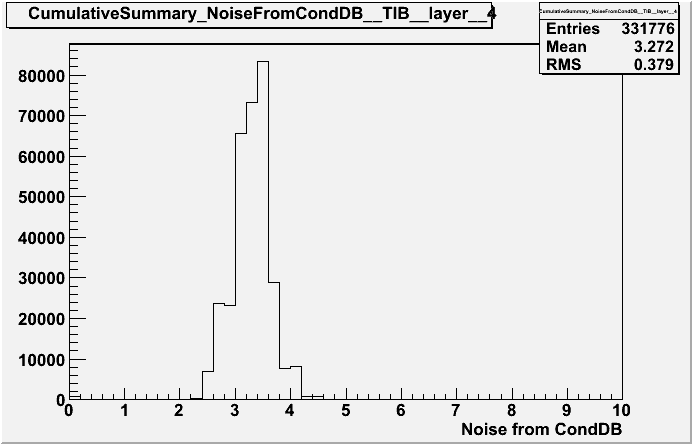 CumulativeSummary_NoiseFromCondDB__TIB__layer__4
CumulativeSummary_NoiseFromCondDB__TIB__layer__4
Entries 331776
Mean 3.272
RMS 0.379
80000
70000
60000
50000
40000
30000
20000
10000
0
0 1 2 3 4 5 6 7 8 9 10
Noise from CondDB